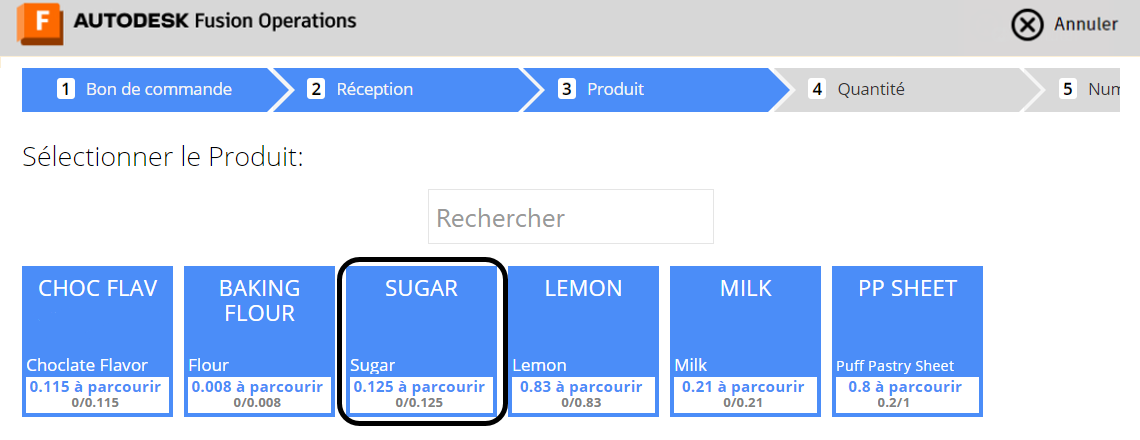 F AUTODESK Fusion Operations
Annuler
1 Bon de commande
2 Réception
3 Produit
4 Quantité
5 Num
Sélectionner le Produit:
Rechercher
CHOC FLAV
Choclate Flavor
0.115 à parcourir
0/0.115
BAKING
FLOUR
Flour
0.008 à parcourir
0/0.008
SUGAR
Sugar
0.125 à parcourir
0/0.125
LEMON
Lemon
0.83 à parcourir
0/0.83
MILK
Milk
0.21 à parcourir
0/0.21
PP SHEET
Puff Pastry Sheet
0.8 à parcourir
0.2/1